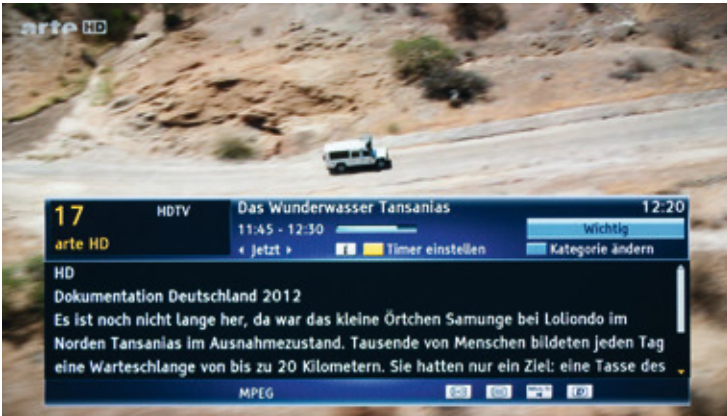 arte HD
17 HDTV Das Wunderwasser Tansanias 12:20
11:45 - 12:30 Wichtig
arte HD Jetzt i Timer einstellen Kategorie ändern
HD
Dokumentation Deutschland 2012
Es ist noch nicht lange her, da war das kleine Örtchen Samunge bei Loliondo im
Norden Tansanias im Ausnahmezustand. Tausende von Menschen bildeten jeden Tag
eine Warteschlange von bis zu 20 Kilometern. Sie hatten nur ein Ziel: eine Tasse des
MPEG